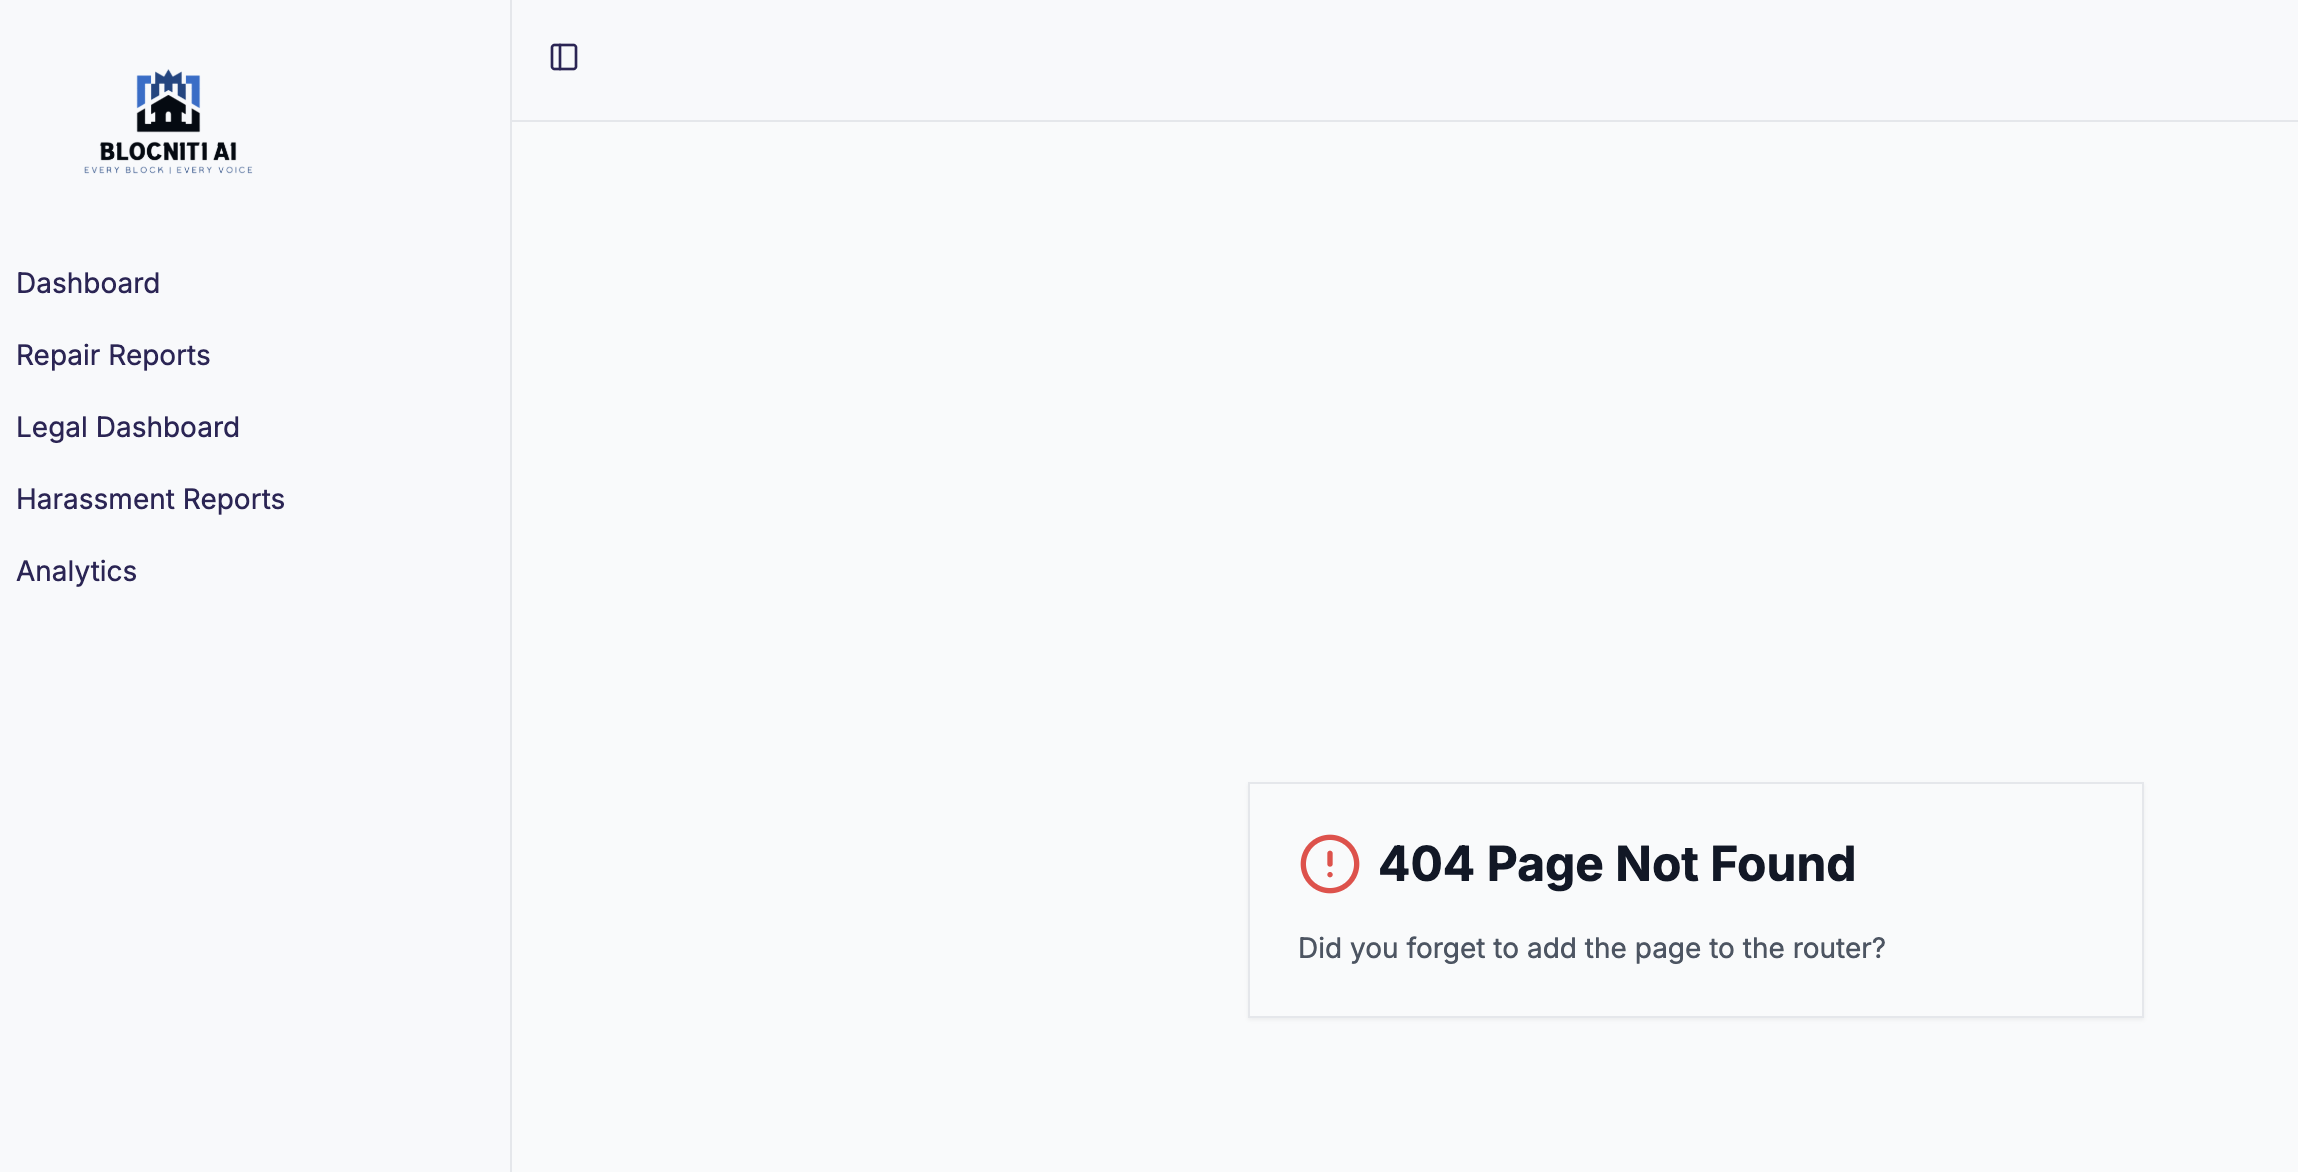 BLOCNITI AI
EVERY BLOCK | EVERY VOICE
Dashboard
Repair Reports
Legal Dashboard
Harassment Reports
Analytics
404 Page Not Found
Did you forget to add the page to the router?